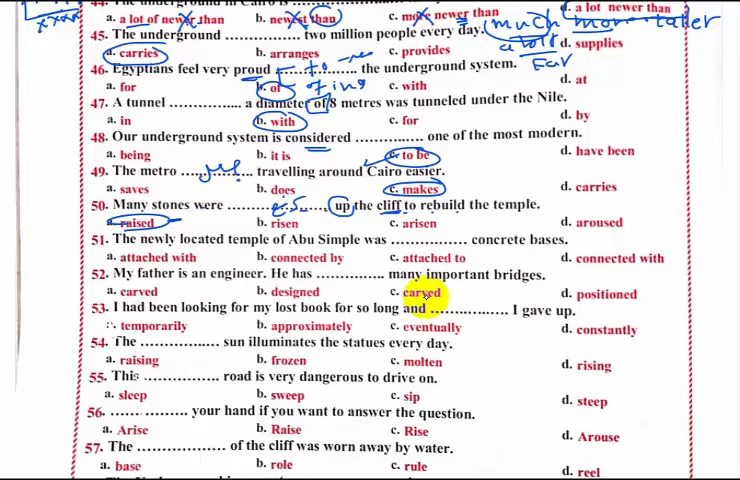 44. The underground in Cairo is
a. a lot of newer than b. newest than c. more newer than d. a lot newer than
much more taller
45. The underground ………………… two million people every day.
a lot
a. carries b. arranges c. provides d. supplies
Far
46. Egyptians feel very proud ………………… the underground system.
a. for b. of c. with d. at
of ing
47. A tunnel ………………… a diameter of 8 metres was tunneled under the Nile.
a. in b. with c. for d. by
48. Our underground system is considered ………………… one of the most modern.
a. being b. it is c. to be d. have been
49. The metro ………………… travelling around Cairo easier.
a. saves b. does c. makes d. carries
50. Many stones were ………………… up the cliff to rebuild the temple.
a. raised b. risen c. arisen d. aroused
51. The newly located temple of Abu Simple was ………………… concrete bases.
a. attached with b. connected by c. attached to d. connected with
52. My father is an engineer. He has ………………… many important bridges.
a. carved b. designed c. carved d. positioned
53. I had been looking for my lost book for so long and ………………… I gave up.
temporarily b. approximately c. eventually d. constantly
54. The ………………… sun illuminates the statues every day.
a. raising b. frozen c. molten d. rising
55. This ………………… road is very dangerous to drive on.
a. sleep b. sweep c. sip d. steep
56. ………………… your hand if you want to answer the question.
a. Arise b. Raise c. Rise d. Arouse
57. The ………………… of the cliff was worn away by water.
a. base b. role c. rule d. reel